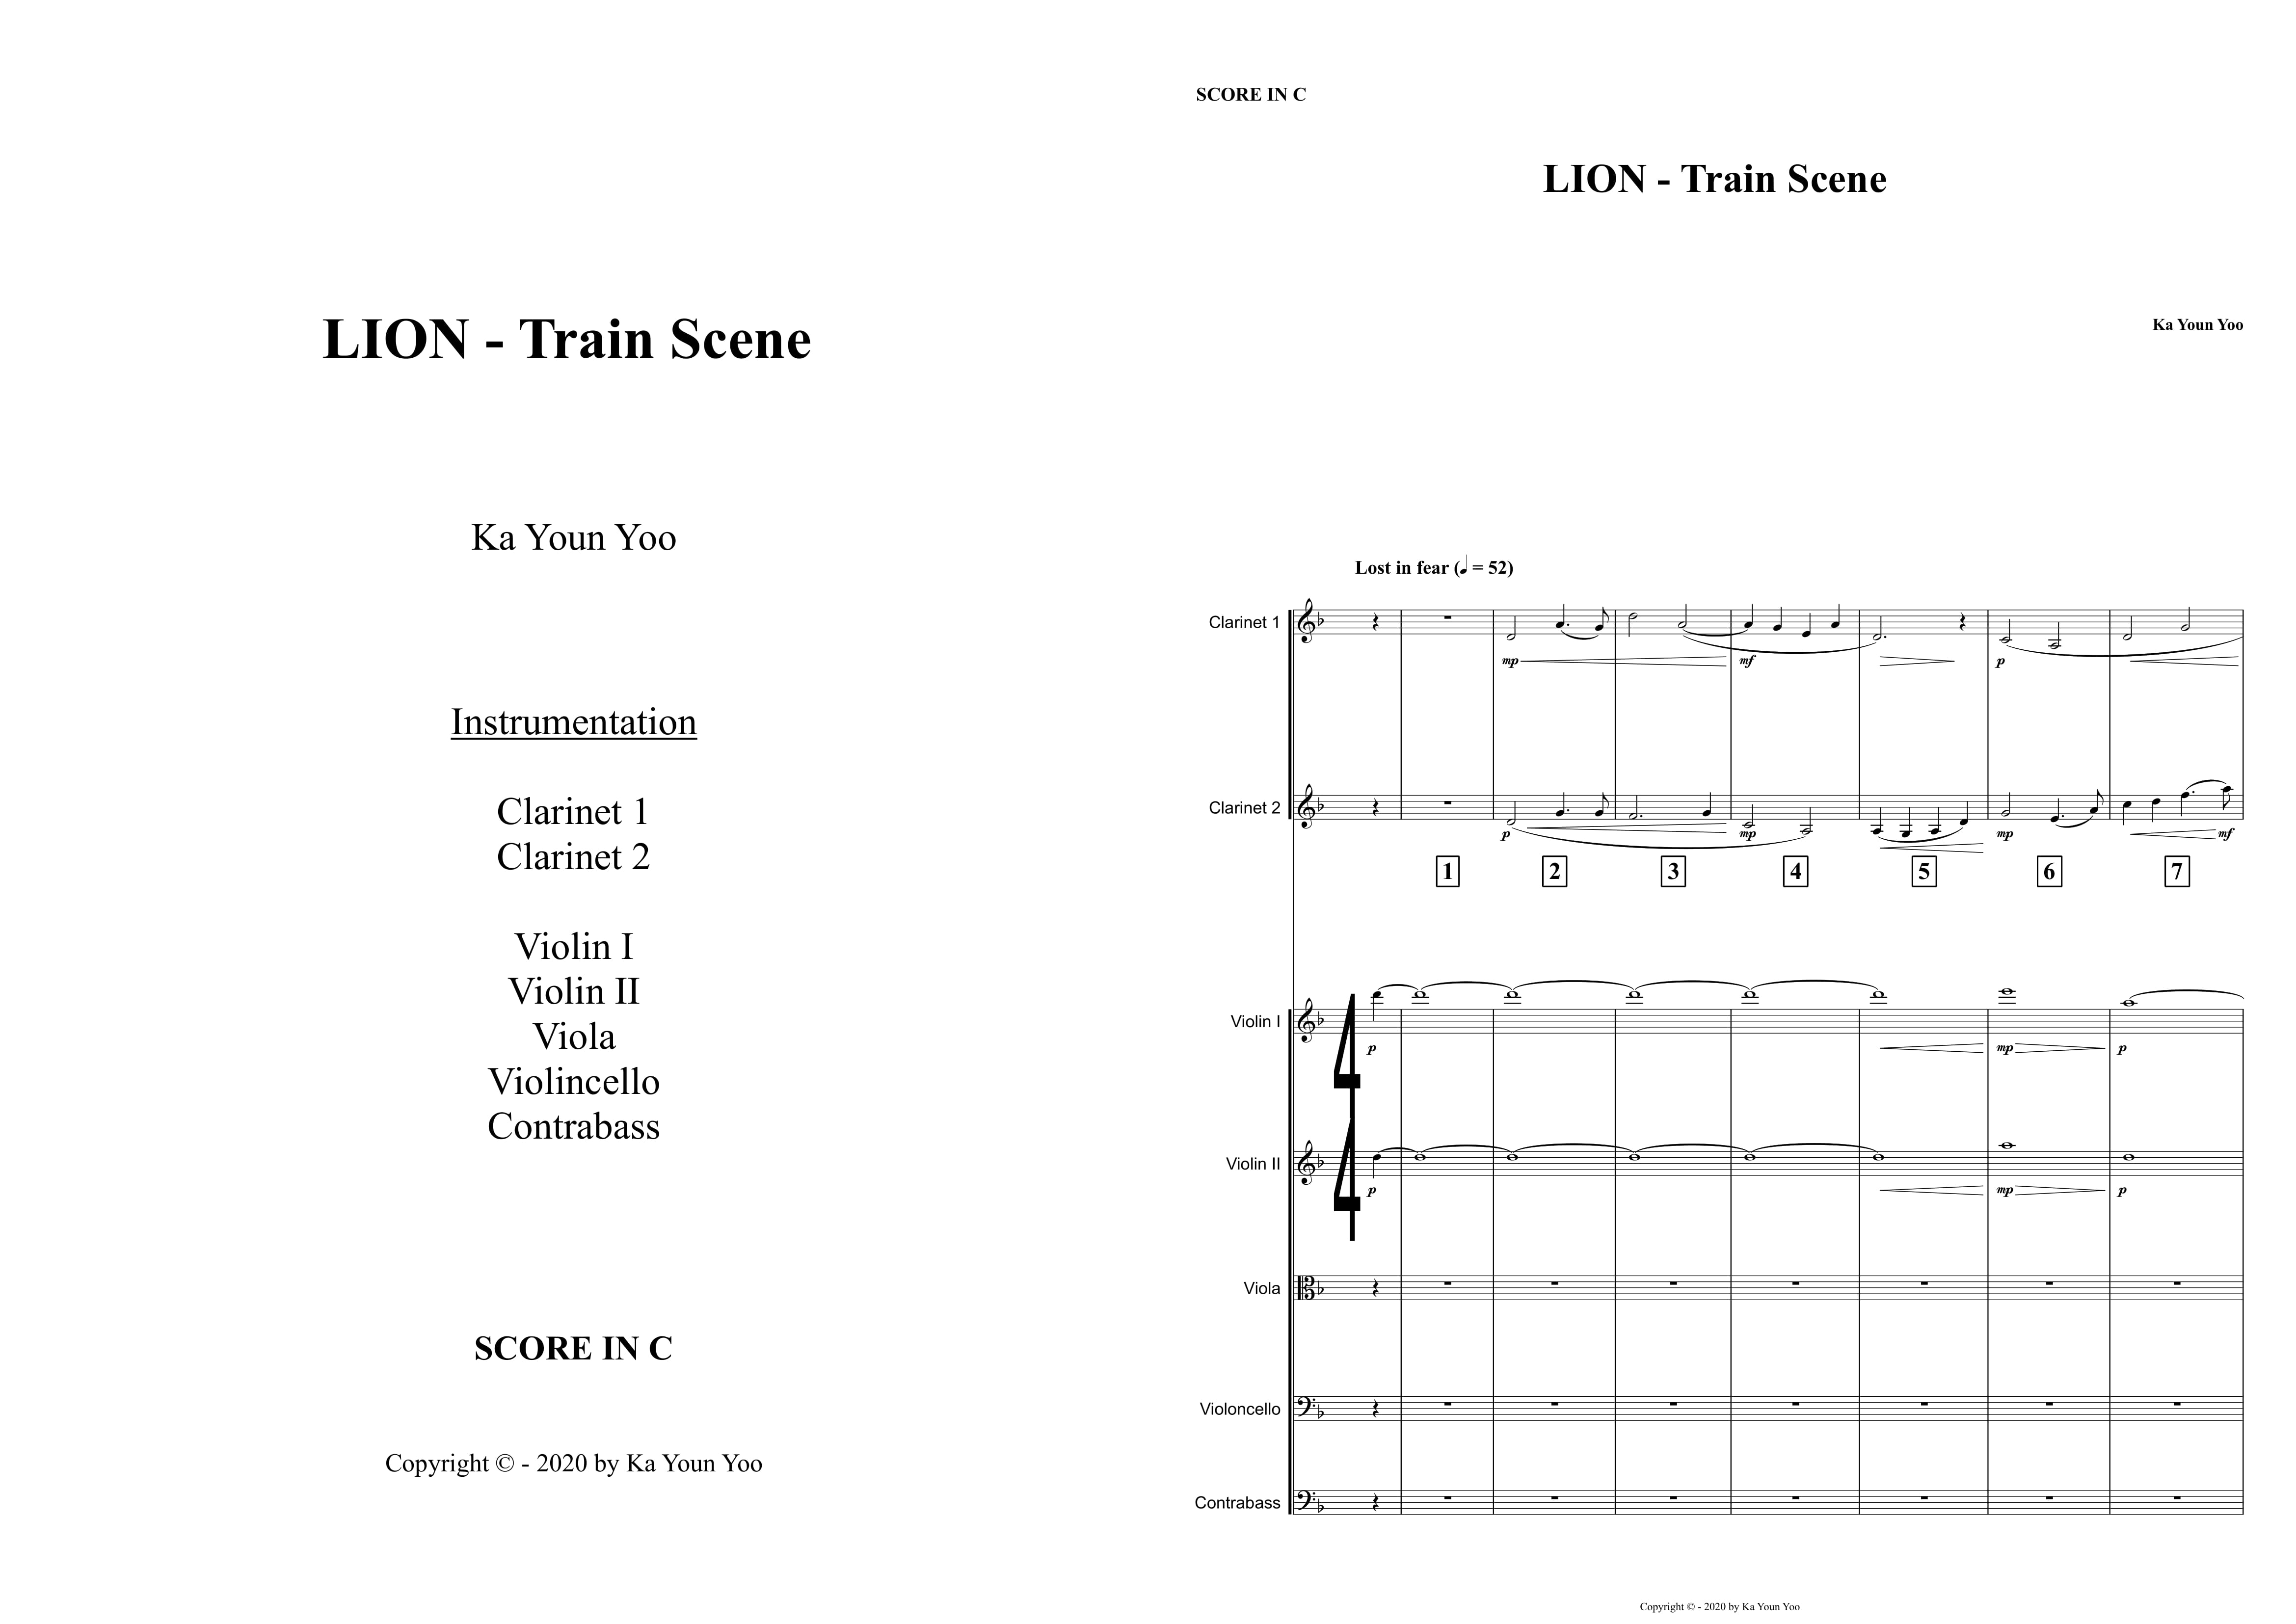 LION - Train Scene
Ka Youn Yoo
Instrumentation
Clarinet 1
Clarinet 2
Violin I
Violin II
Viola
Violincello
Contrabass
SCORE IN C
Copyright © - 2020 by Ka Youn Yoo
SCORE IN C
LION - Train Scene
Ka Youn Yoo
Lost in fear (♩ = 52)
Clarinet 1
mp mf p
Clarinet 2
p mp mp mf
1 2 3 4 5 6 7
Violin I
p mp p
4
4
Violin II
p mp p
Viola
Violoncello
Contrabass
Copyright © - 2020 by Ka Youn Yoo